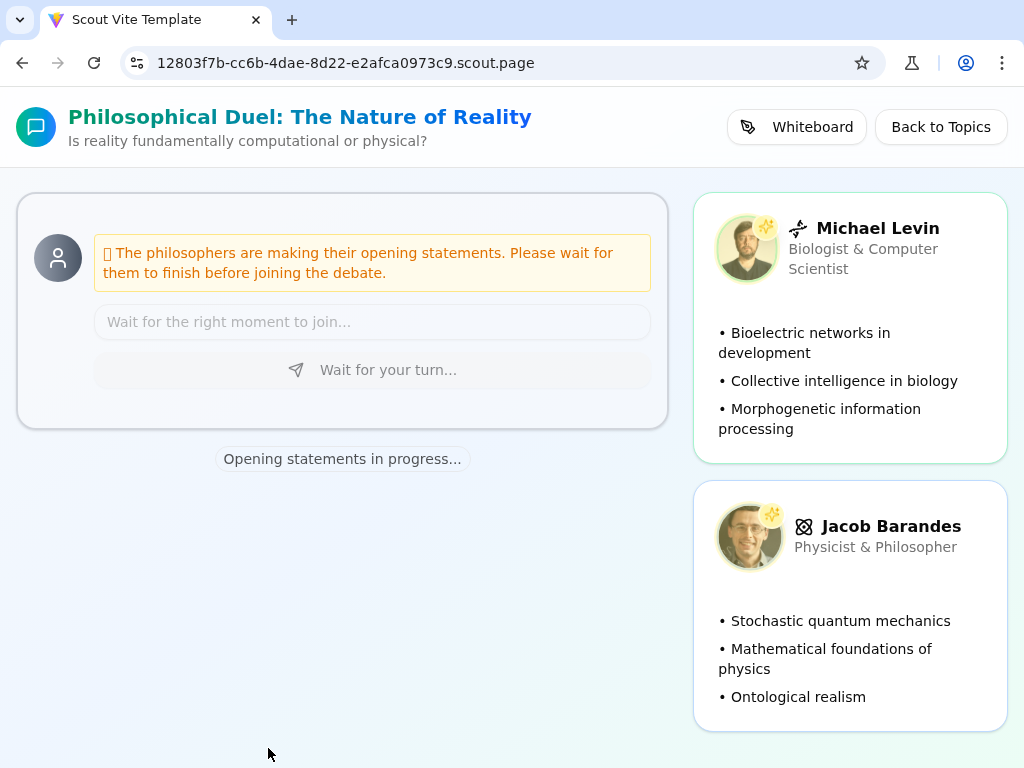 Scout Vite Template
12803f7b-cc6b-4dae-8d22-e2afca0973c9.scout.page
Philosophical Duel: The Nature of Reality
Is reality fundamentally computational or physical?
Whiteboard
Back to Topics
The philosophers are making their opening statements. Please wait for
them to finish before joining the debate.
Wait for the right moment to join...
Wait for your turn...
Opening statements in progress...
Michael Levin
Biologist & Computer
Scientist
• Bioelectric networks in
development
• Collective intelligence in biology
• Morphogenetic information
processing
Jacob Barandes
Physicist & Philosopher
• Stochastic quantum mechanics
• Mathematical foundations of
physics
• Ontological realism